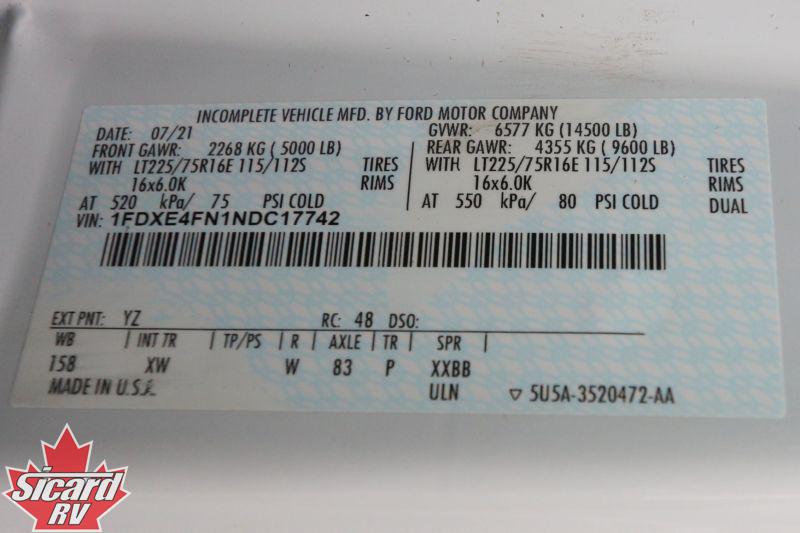 INCOMPLETE VEHICLE MFD. BY FORD MOTOR COMPANY
DATE: 07/21 GVWR: 6577 KG (14500 LB)
FRONT GAWR: 2268 KG ( 5000 LB) REAR GAWR: 4355 KG ( 9600 LB)
WITH LT225/75R16E 115/112S TIRES WITH LT225/75R16E 115/112S TIRES
16x6.0K RIMS 16x6.0K RIMS
AT 520 kPa/ 75 PSI COLD AT 550 kPa/ 80 PSI COLD DUAL
VIN: 1FDXE4FN1NDC17742
EXT PNT: YZ RC: 48 DSO:
WB INT TR TP/PS R AXLE TR SPR
158 XW W 83 P XXBB
MADE IN U.S.A. ULN ▽ 5U5A-3520472-AA
Sicard
RV